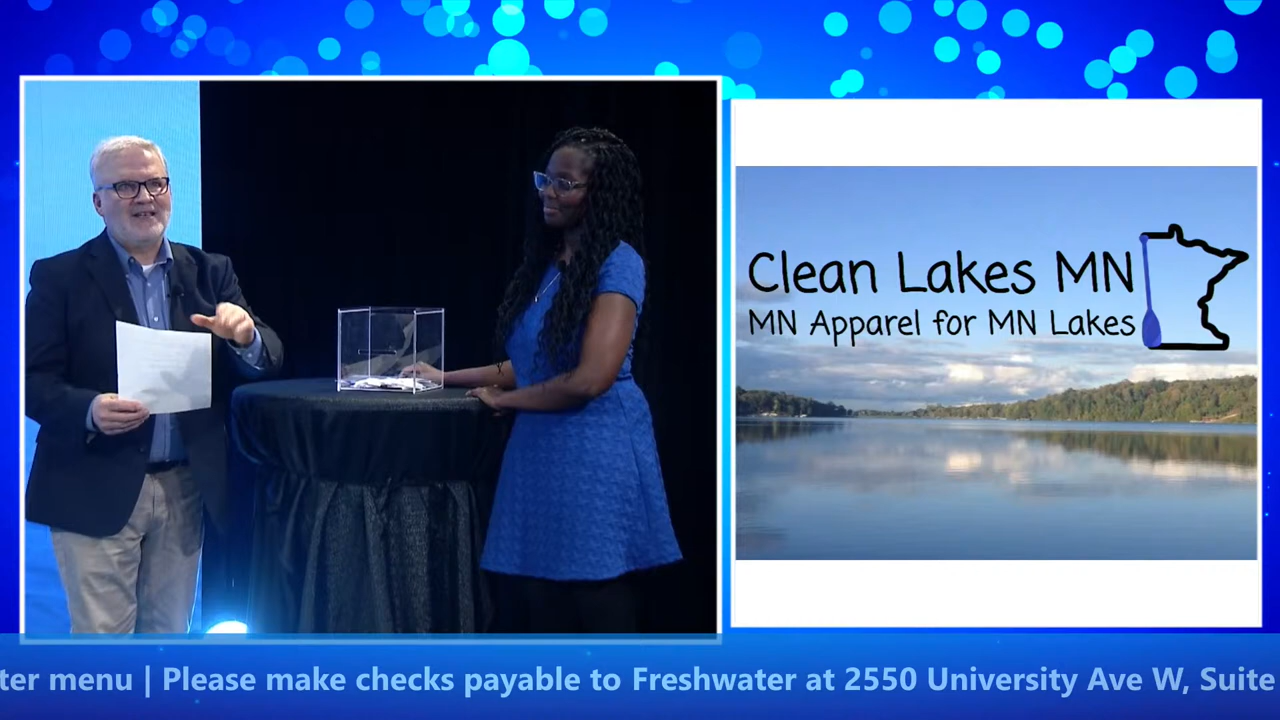 Clean Lakes MN
MN Apparel for MN Lakes
ter menu | Please make checks payable to Freshwater at 2550 University Ave W, Suite